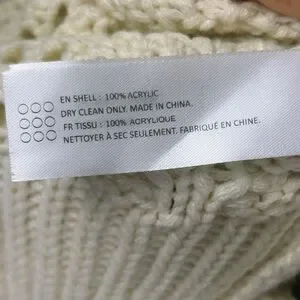 EN SHELL : 100% ACRYLIC
DRY CLEAN ONLY. MADE IN CHINA.
FR TISSU : 100% ACRYLIQUE
NETTOYER À SEC SEULEMENT. FABRIQUÉ EN CHINE.